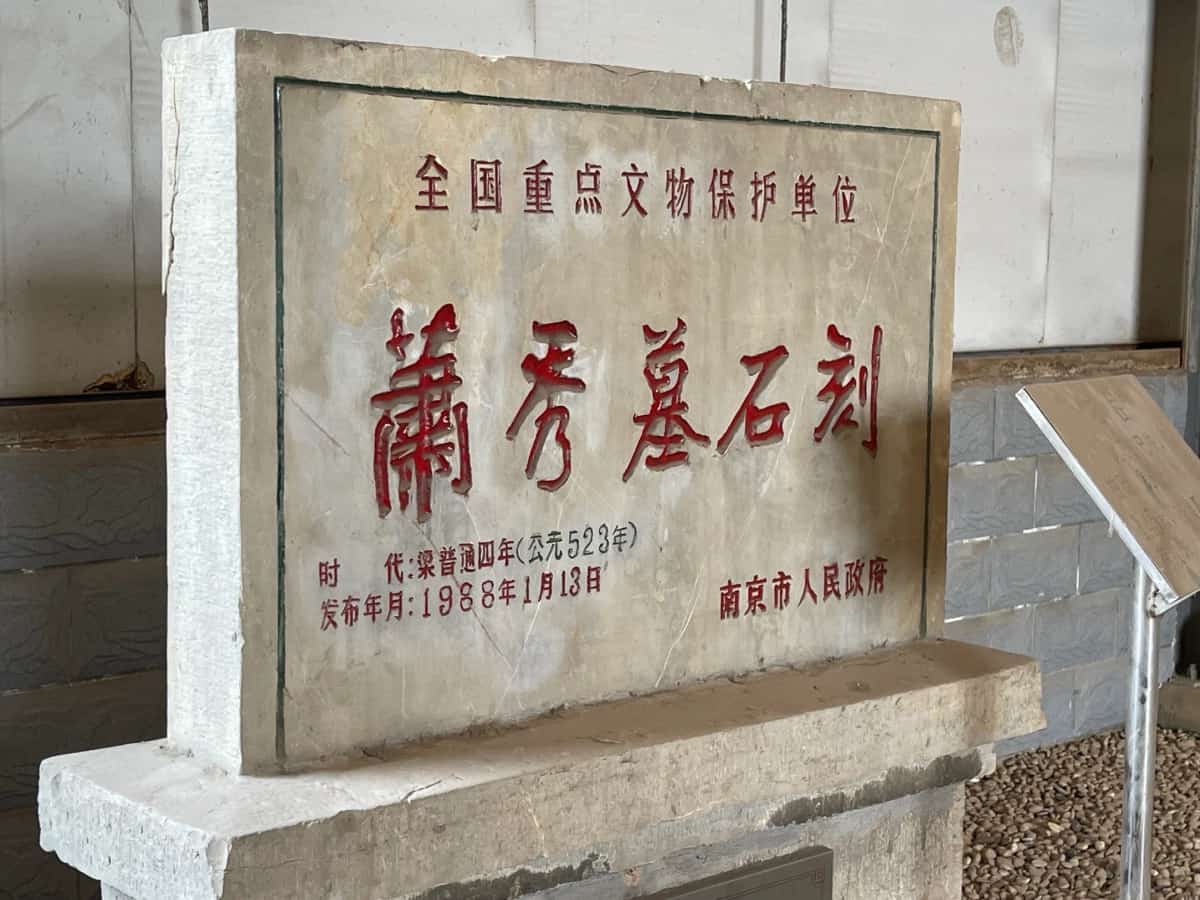 全国重点文物保护单位
蕭秀墓石刻
时　代：梁普通四年(公元523年)
发布年月：1988年1月13日
南京市人民政府